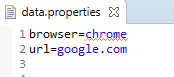 data.properties
1 browser=chrome
2 url=google.com
3